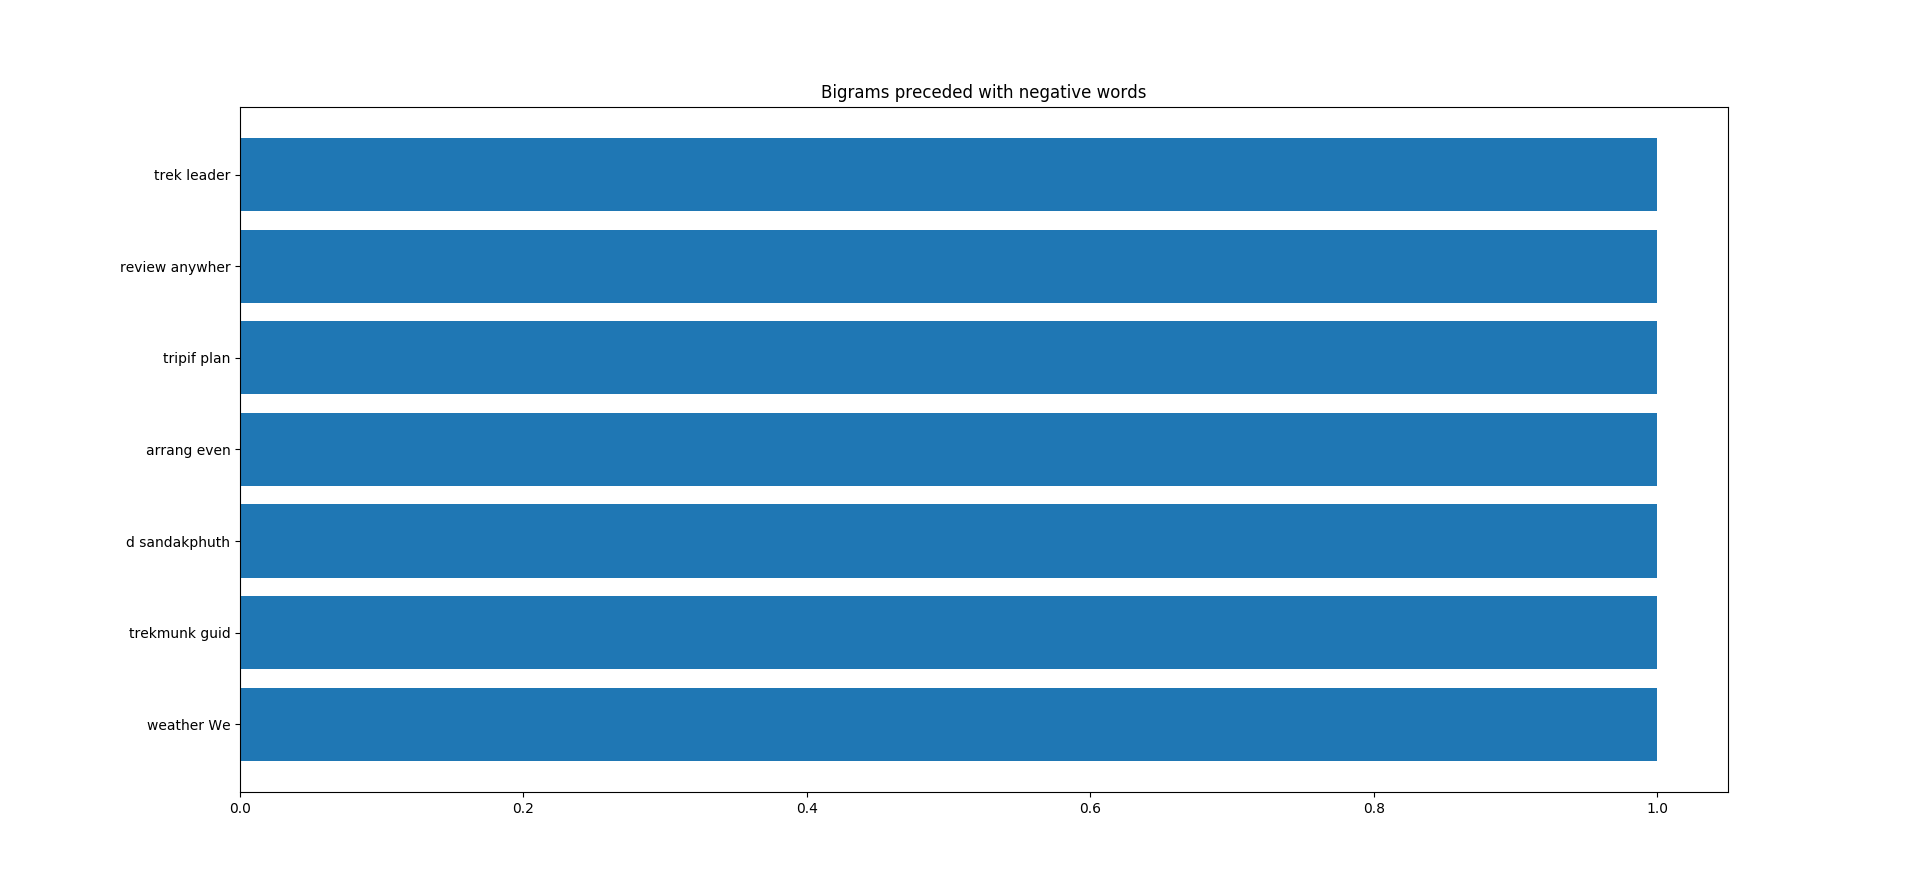 Bigrams preceded with negative words
trek leader
review anywher
tripif plan
arrang even
d sandakphuth
trekmunk guid
weather We
0.0 0.2 0.4 0.6 0.8 1.0